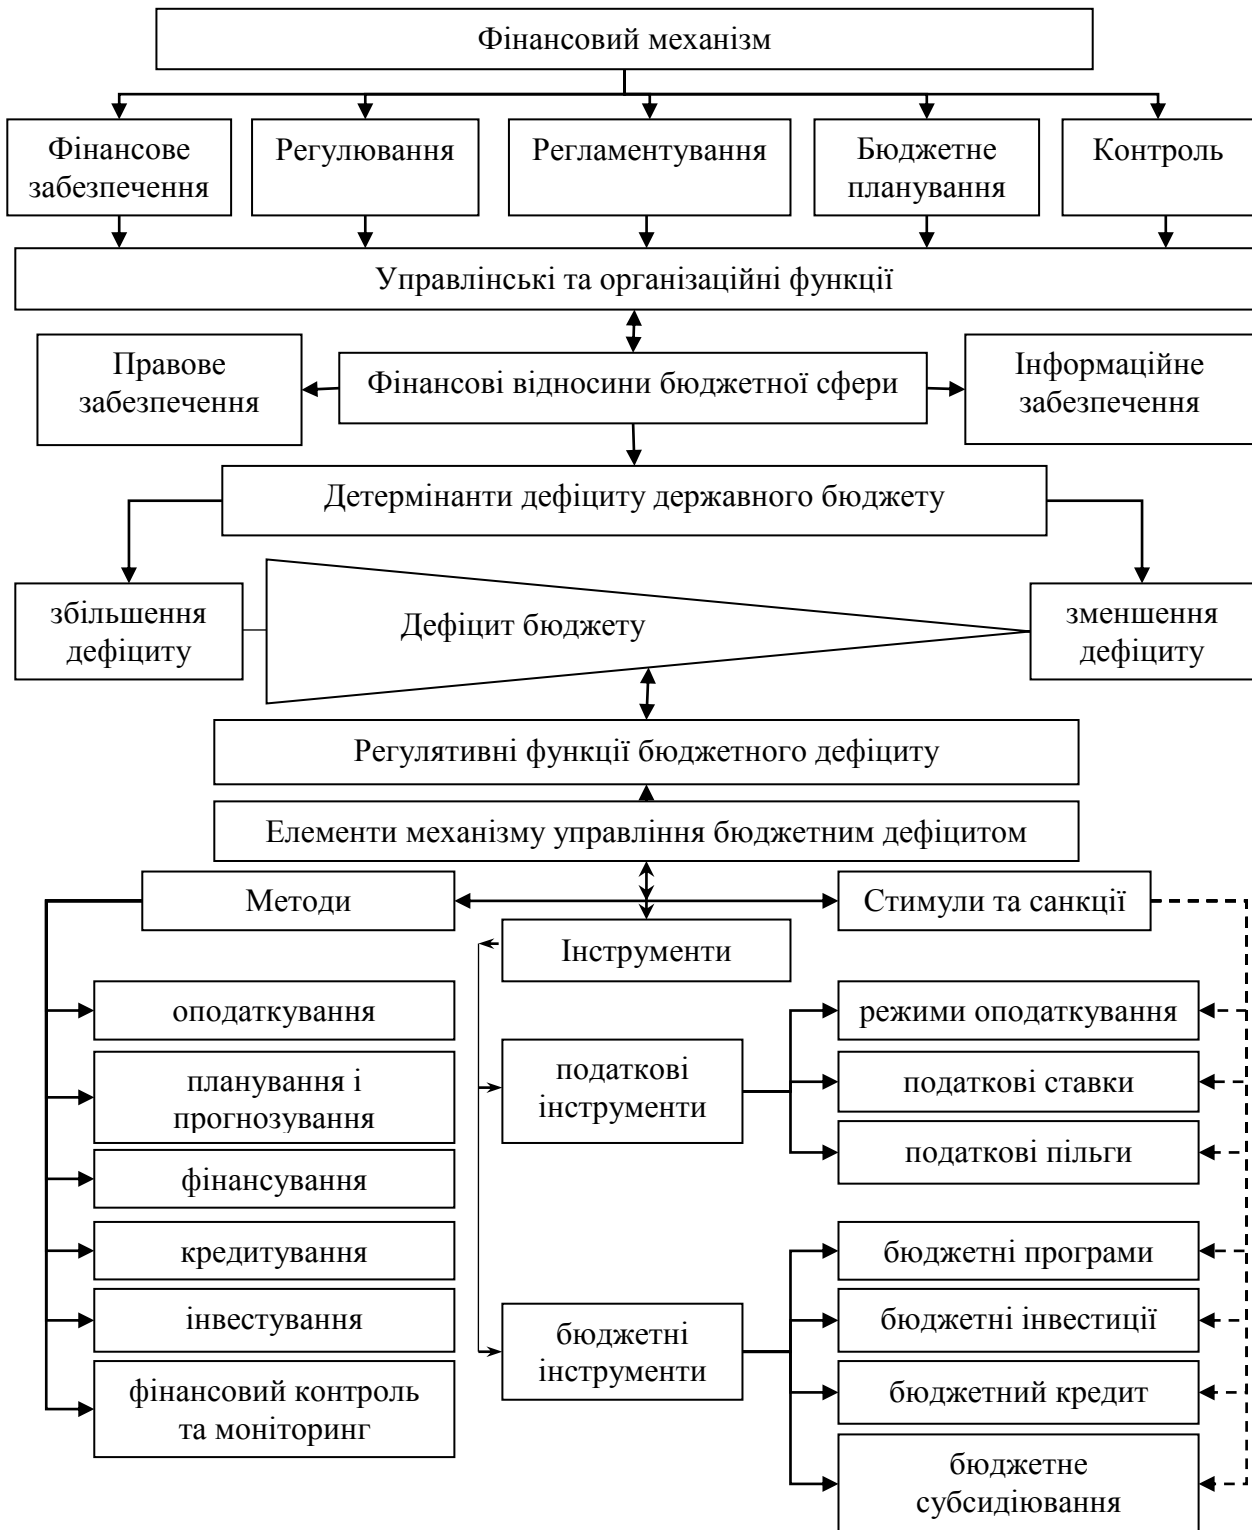 Фінансовий механізм
Фінансове
забезпечення
Регулювання
Регламентування
Бюджетне
планування
Контроль
Управлінські та організаційні функції
Правове
забезпечення
Фінансові відносини бюджетної сфери
Інформаційне
забезпечення
Детермінанти дефіциту державного бюджету
збільшення
дефіциту
Дефіцит бюджету
зменшення
дефіциту
Регулятивні функції бюджетного дефіциту
Елементи механізму управління бюджетним дефіцитом
Методи
Стимули та санкції
Інструменти
оподаткування
планування і
прогнозування
фінансування
кредитування
інвестування
фінансовий контроль
та моніторинг
податкові
інструменти
режими оподаткування
податкові ставки
податкові пільги
бюджетні
інструменти
бюджетні програми
бюджетні інвестиції
бюджетний кредит
бюджетне
субсидіювання